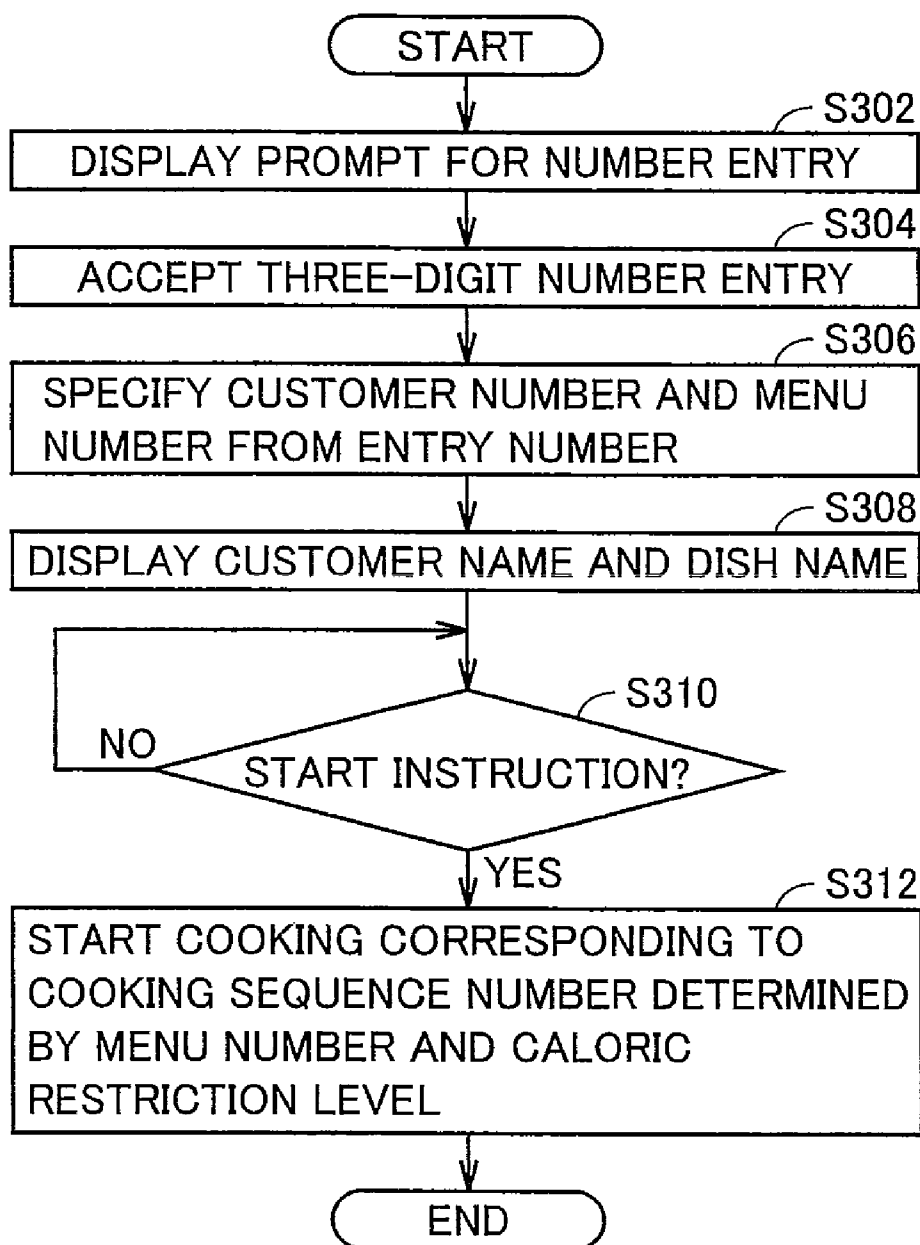 START
S302
DISPLAY PROMPT FOR NUMBER ENTRY
S304
ACCEPT THREE-DIGIT NUMBER ENTRY
S306
SPECIFY CUSTOMER NUMBER AND MENU
NUMBER FROM ENTRY NUMBER
S308
DISPLAY CUSTOMER NAME AND DISH NAME
S310
NO
START INSTRUCTION?
YES
S312
START COOKING CORRESPONDING TO
COOKING SEQUENCE NUMBER DETERMINED
BY MENU NUMBER AND CALORIC
RESTRICTION LEVEL
END